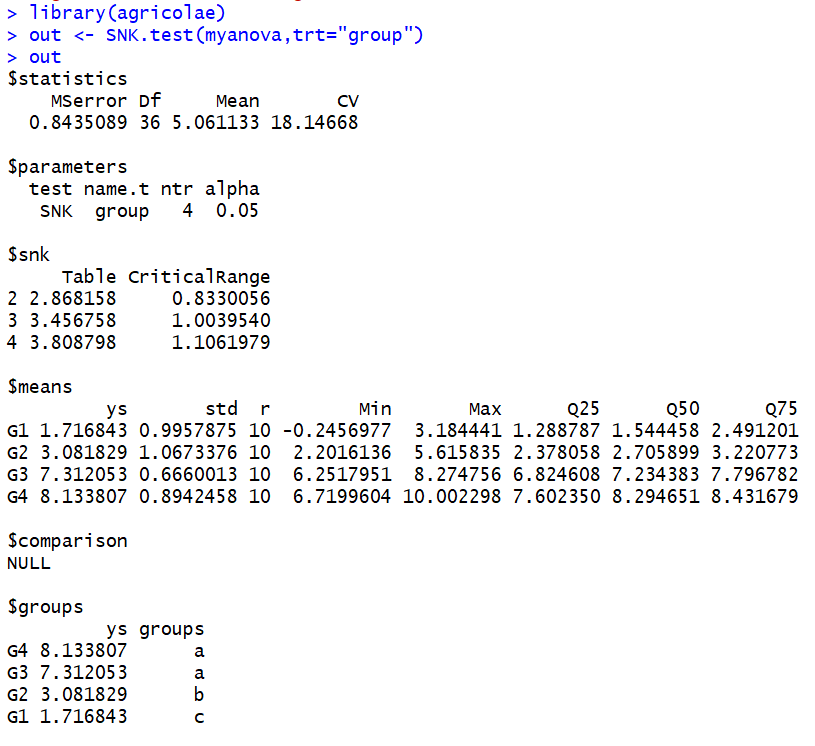 > library(agricolae)
> out <- SNK.test(myanova,trt="group")
> out
$statistics
    MSerror Df     Mean       CV
  0.8435089 36 5.061133 18.14668

$parameters
  test name.t ntr alpha
   SNK  group   4  0.05

$snk
     Table CriticalRange
2 2.868158     0.8330056
3 3.456758     1.0039540
4 3.808798     1.1061979

$means
         ys       std  r        Min       Max      Q25      Q50      Q75
G1 1.716843 0.9957875 10 -0.2456977  3.184441 1.288787 1.544458 2.491201
G2 3.081829 1.0673376 10  2.2016136  5.615835 2.378058 2.705899 3.220773
G3 7.312053 0.6660013 10  6.2517951  8.274756 6.824608 7.234383 7.796782
G4 8.133807 0.8942458 10  6.7199604 10.002298 7.602350 8.294651 8.431679

$comparison
NULL

$groups
         ys groups
G4 8.133807      a
G3 7.312053      a
G2 3.081829      b
G1 1.716843      c